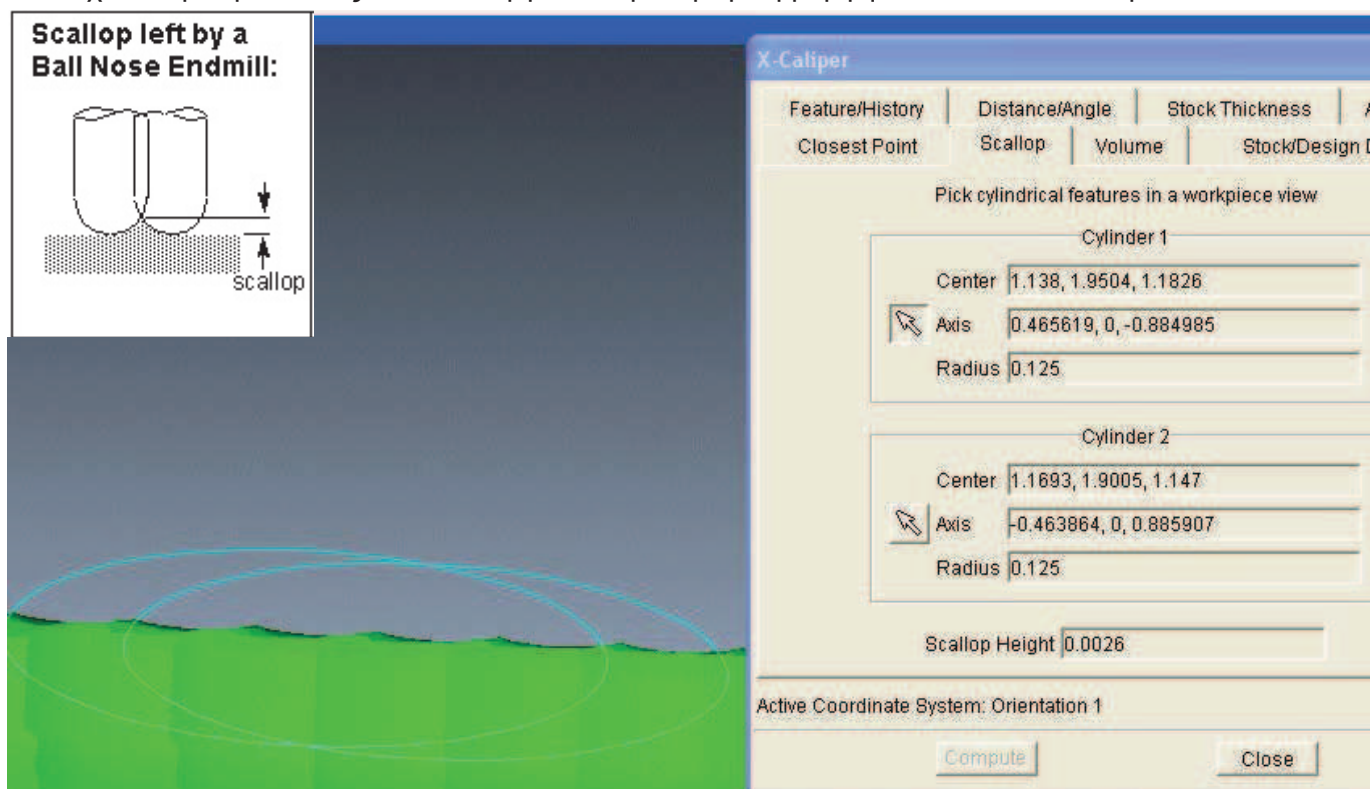 Scallop left by a
Ball Nose Endmill:
scallop
X-Caliper
Feature/History Distance/Angle Stock Thickness
Closest Point Scallop Volume Stock/Design
Pick cylindrical features in a workpiece view
Cylinder 1
Center 1.138, 1.9504, 1.1826
Axis 0.465619, 0, -0.884985
Radius 0.125
Cylinder 2
Center 1.1693, 1.9005, 1.147
Axis -0.463864, 0, 0.885907
Radius 0.125
Scallop Height 0.0026
Active Coordinate System: Orientation 1
Compute Close